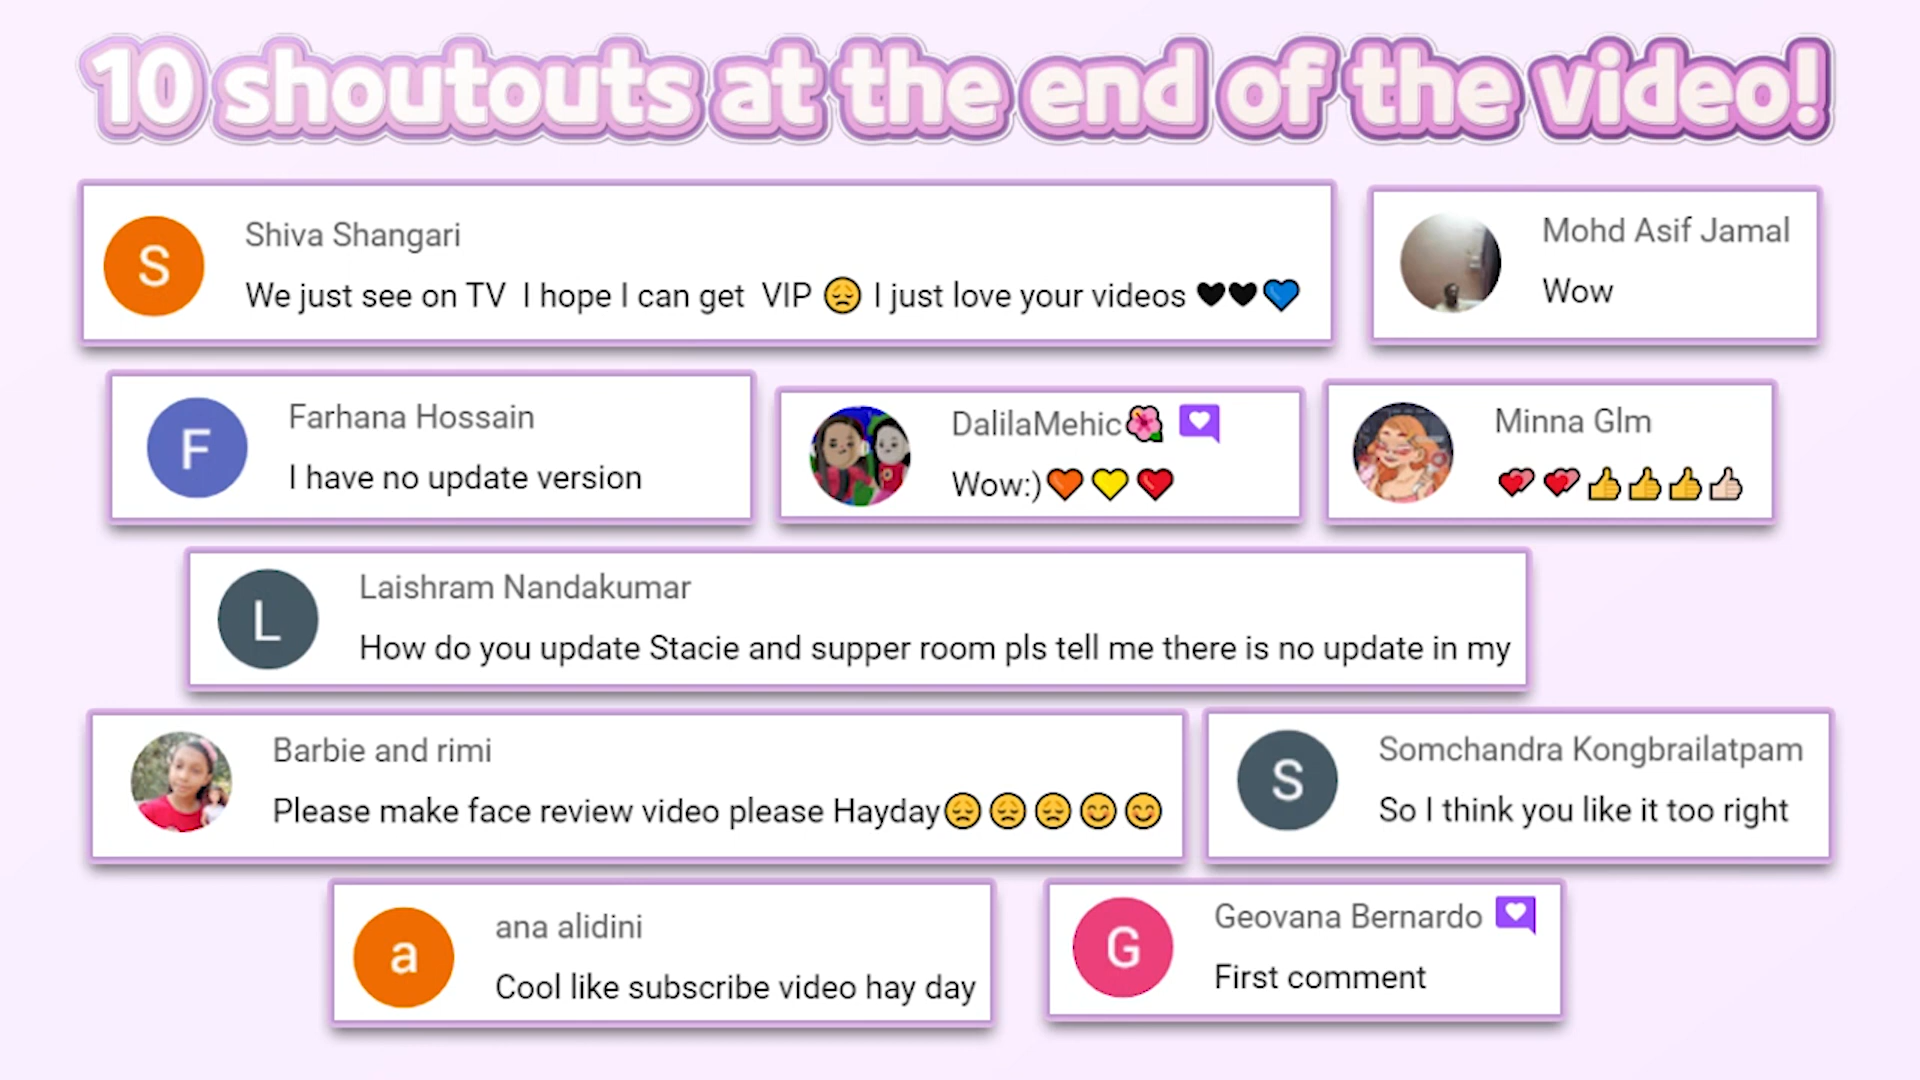 10 shoutouts at the end of the video!
S
Shiva Shangari
We just see on TV I hope I can get VIP 😔 I just love your videos 🖤🖤💙
Mohd Asif Jamal
Wow
F
Farhana Hossain
I have no update version
DalilaMehic🌺
Wow:)🧡💛❤️
Minna Glm
💕💕👍👍👍👍🏻
L
Laishram Nandakumar
How do you update Stacie and supper room pls tell me there is no update in my
Barbie and rimi
Please make face review video please Hayday😔😔😔😊😊
S
Somchandra Kongbrailatpam
So I think you like it too right
a
ana alidini
Cool like subscribe video hay day
G
Geovana Bernardo
First comment